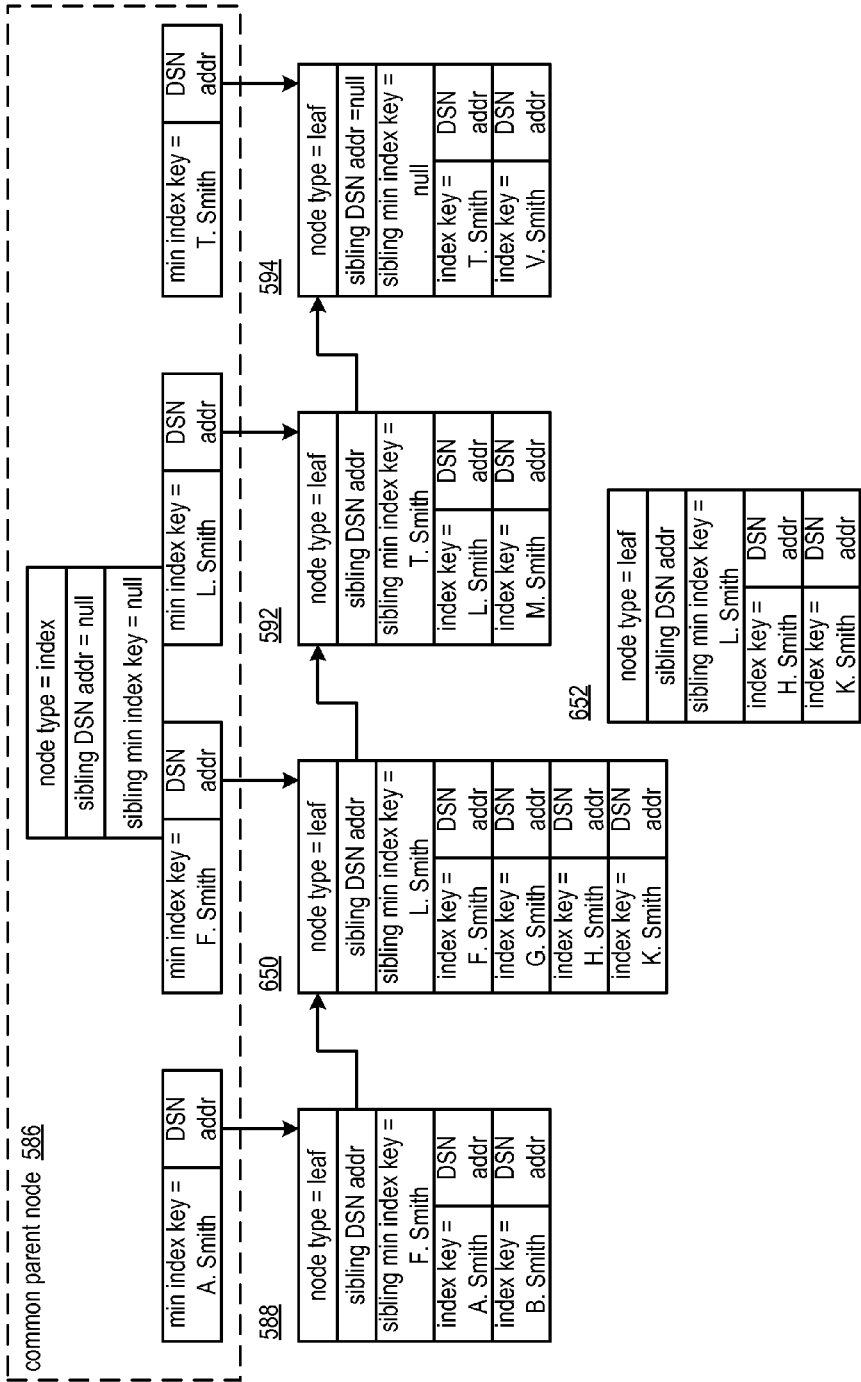 common parent node 586
node type = index
sibling DSN addr = null
sibling min index key = null
min index key =
A. Smith
DSN
addr
min index key =
F. Smith
DSN
addr
min index key =
L. Smith
DSN
addr
min index key =
T. Smith
DSN
addr
588
node type = leaf
sibling DSN addr
sibling min index key =
F. Smith
index key =
A. Smith
DSN
addr
index key =
B. Smith
DSN
addr
650
node type = leaf
sibling DSN addr
sibling min index key =
L. Smith
index key =
F. Smith
DSN
addr
index key =
G. Smith
DSN
addr
index key =
H. Smith
DSN
addr
index key =
K. Smith
DSN
addr
592
node type = leaf
sibling DSN addr
sibling min index key =
T. Smith
index key =
L. Smith
DSN
addr
index key =
M. Smith
DSN
addr
594
node type = leaf
sibling DSN addr =null
sibling min index key =
null
index key =
T. Smith
DSN
addr
index key =
V. Smith
DSN
addr
652
node type = leaf
sibling DSN addr
sibling min index key =
L. Smith
index key =
H. Smith
DSN
addr
index key =
K. Smith
DSN
addr